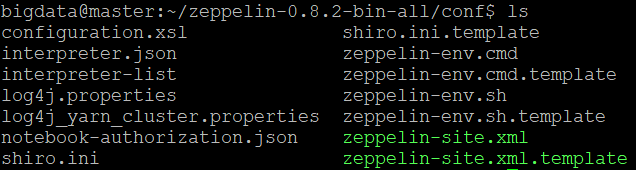 bigdata@master:~/zeppelin-0.8.2-bin-all/conf$ ls
configuration.xsl shiro.ini.template
interpreter.json zeppelin-env.cmd
interpreter-list zeppelin-env.cmd.template
log4j.properties zeppelin-env.sh
log4j_yarn_cluster.properties zeppelin-env.sh.template
notebook-authorization.json zeppelin-site.xml
shiro.ini zeppelin-site.xml.template